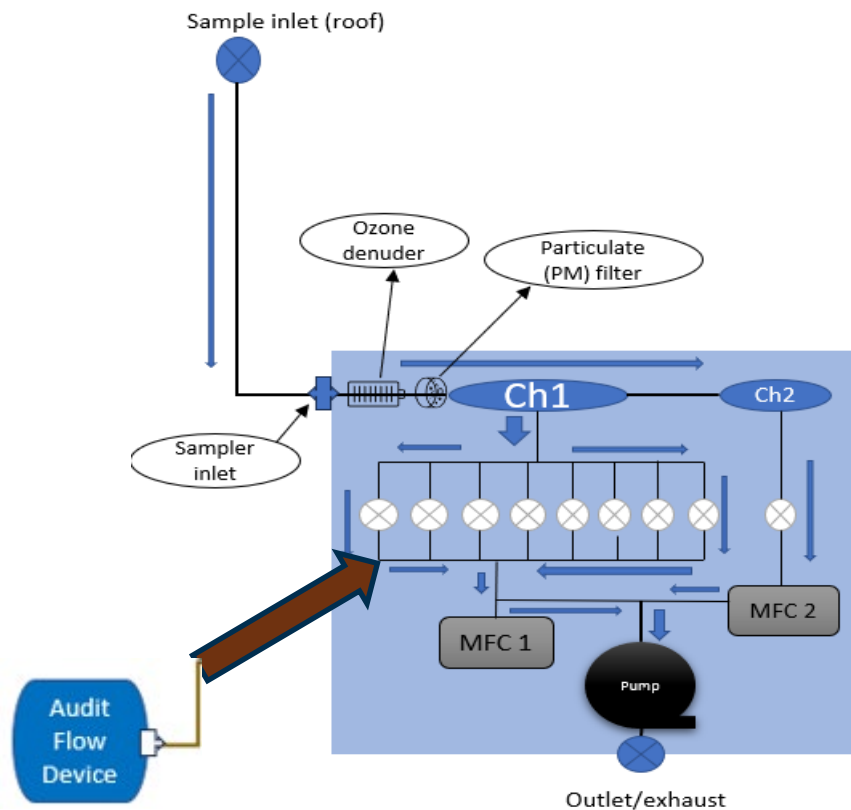 Sample inlet (roof)
Ozone
denuder
Particulate
(PM) filter
Ch1
Ch2
Sampler
inlet
MFC 1
MFC 2
Pump
Audit
Flow
Device
Outlet/exhaust